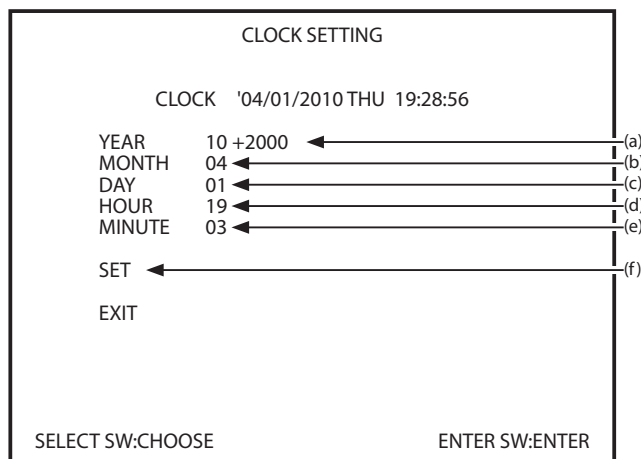 CLOCK SETTING
CLOCK '04/01/2010 THU 19:28:56
YEAR 10 +2000 (a)
MONTH 04 (b)
DAY 01 (c)
HOUR 19 (d)
MINUTE 03 (e)
SET (f)
EXIT
SELECT SW:CHOOSE ENTER SW:ENTER